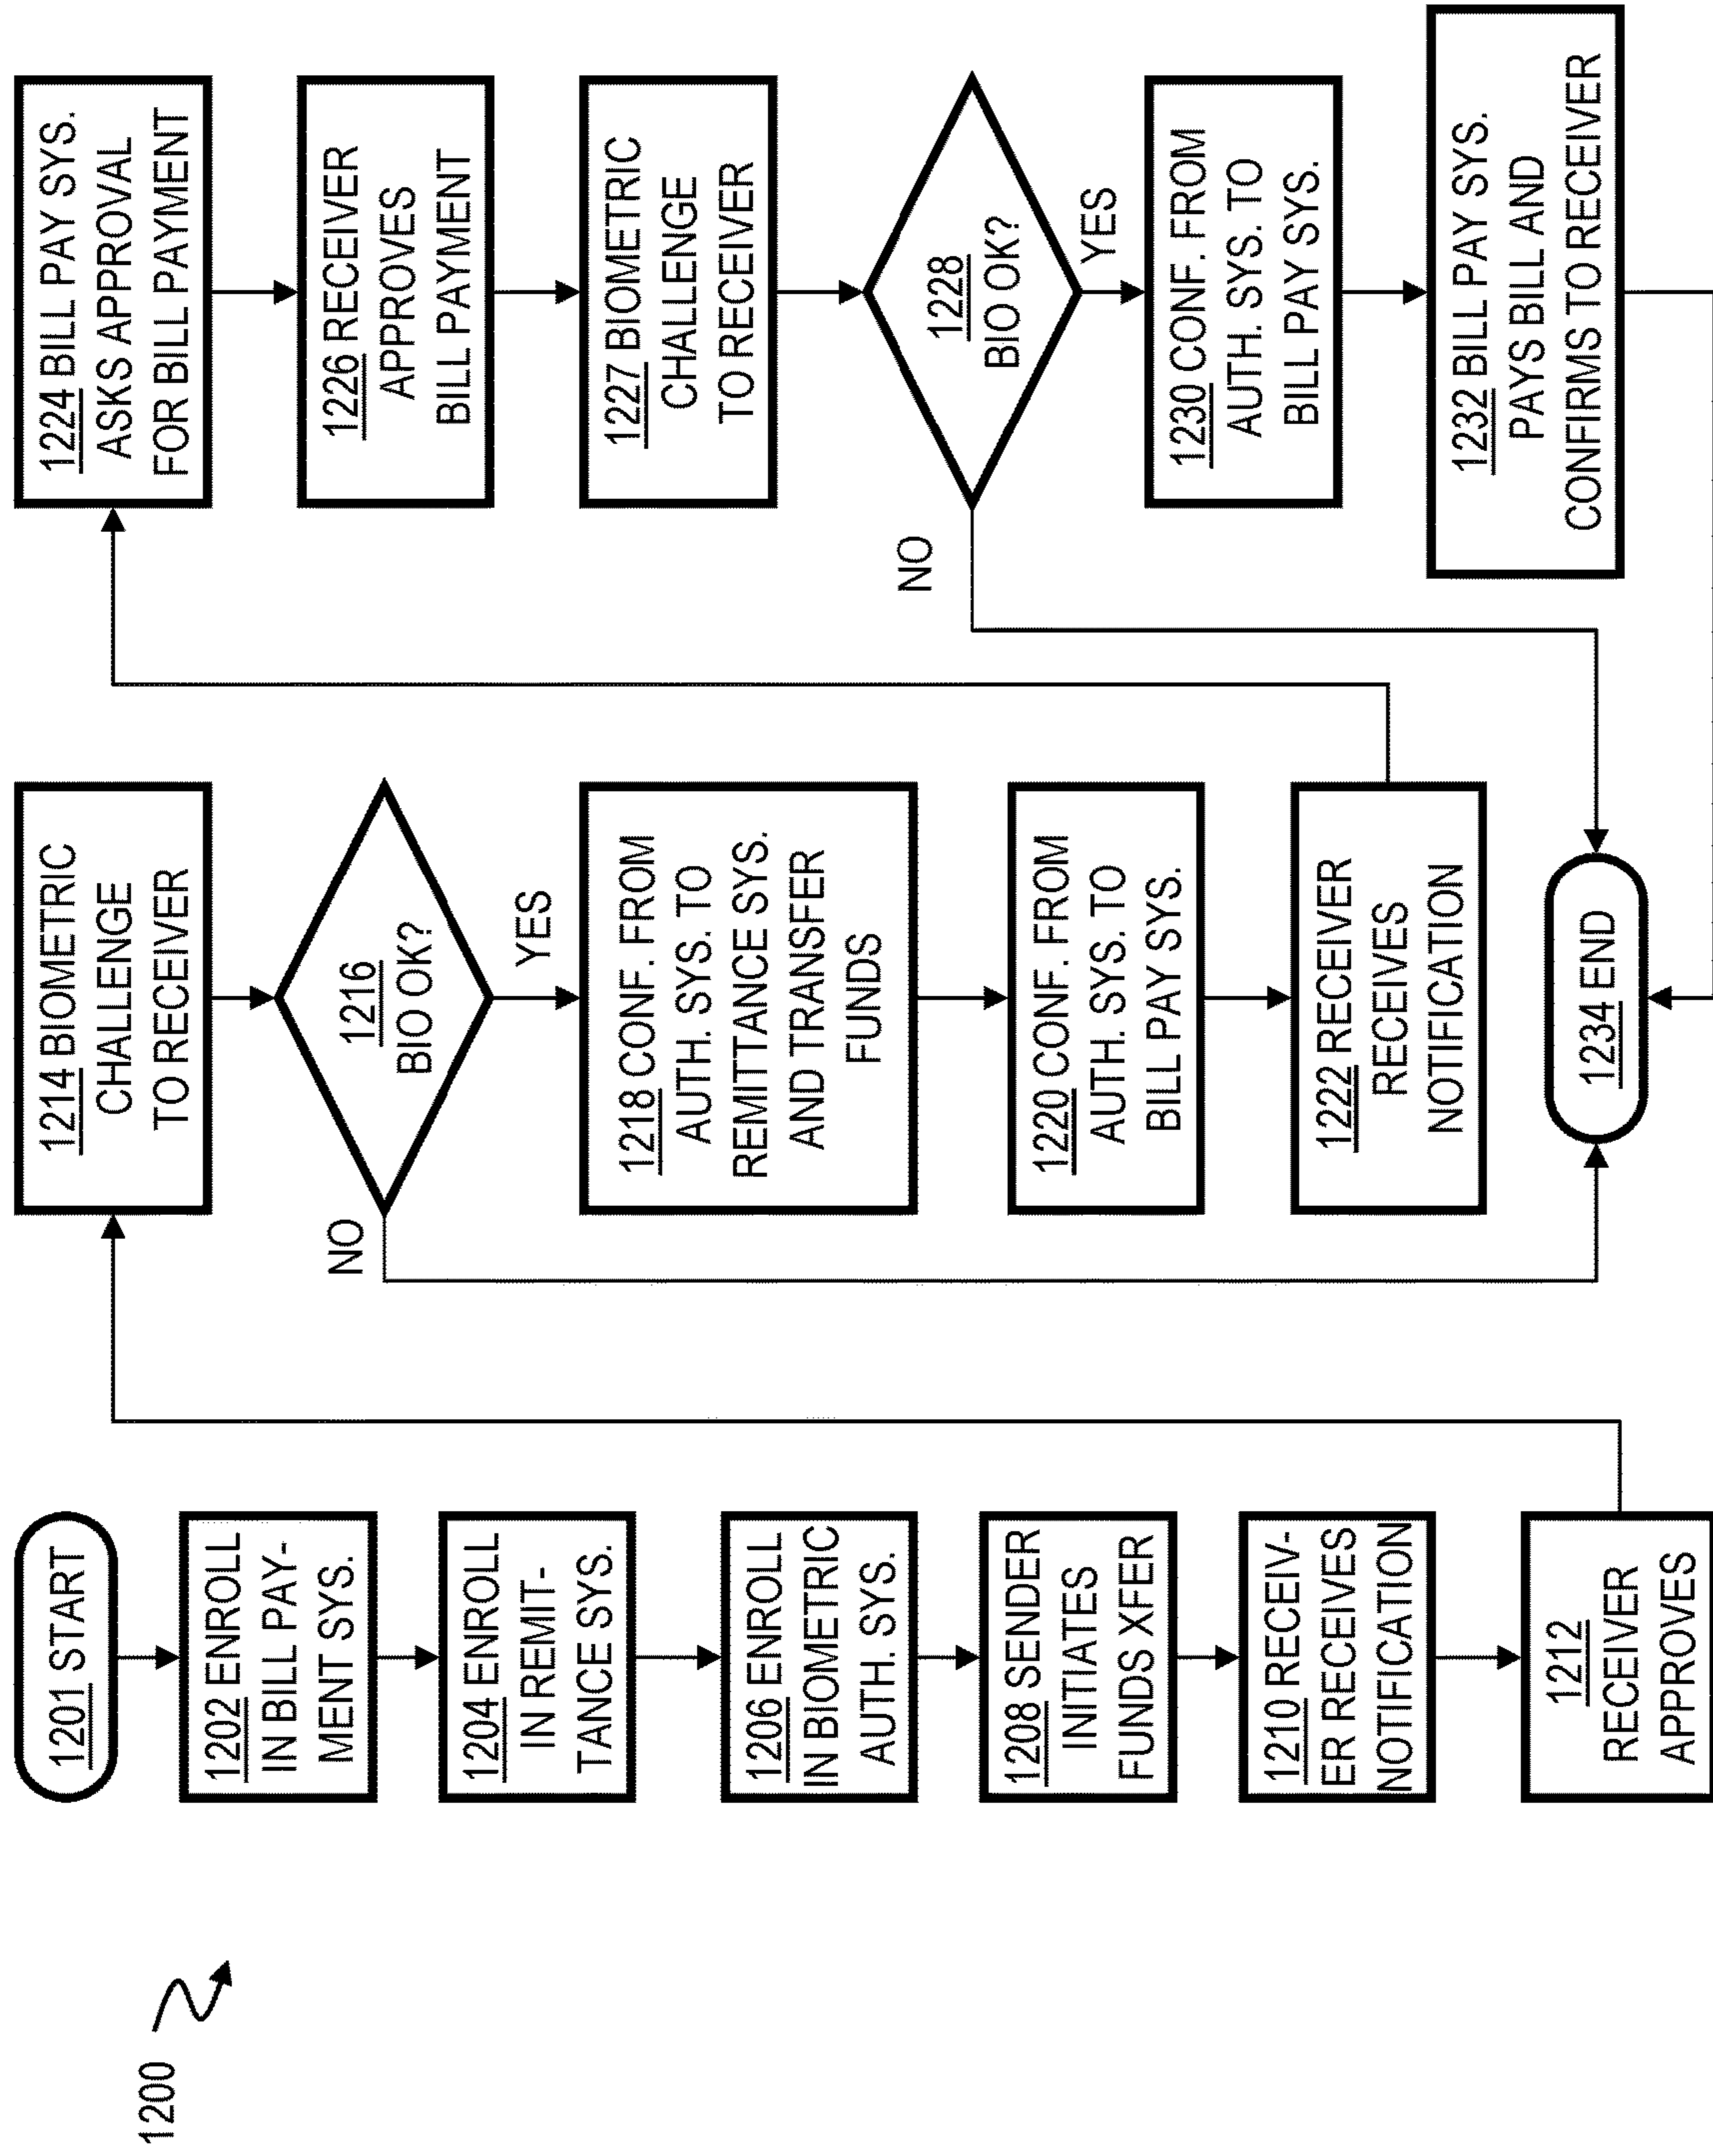 1200
1201 START
1202 ENROLL
IN BILL PAY-
MENT SYS.
1204 ENROLL
IN REMIT-
TANCE SYS.
1206 ENROLL
IN BIOMETRIC
AUTH. SYS.
1208 SENDER
INITIATES
FUNDS XFER
1210 RECEIV-
ER RECEIVES
NOTIFICATION
1212
RECEIVER
APPROVES
1214 BIOMETRIC
CHALLENGE
TO RECEIVER
1216
BIO OK?
NO
YES
1218 CONF. FROM
AUTH. SYS. TO
REMITTANCE SYS.
AND TRANSFER
FUNDS
1220 CONF. FROM
AUTH. SYS. TO
BILL PAY SYS.
1222 RECEIVER
RECEIVES
NOTIFICATION
1234 END
1224 BILL PAY SYS.
ASKS APPROVAL
FOR BILL PAYMENT
1226 RECEIVER
APPROVES
BILL PAYMENT
1227 BIOMETRIC
CHALLENGE
TO RECEIVER
1228
BIO OK?
NO
YES
1230 CONF. FROM
AUTH. SYS. TO
BILL PAY SYS.
1232 BILL PAY SYS.
PAYS BILL AND
CONFIRMS TO RECEIVER